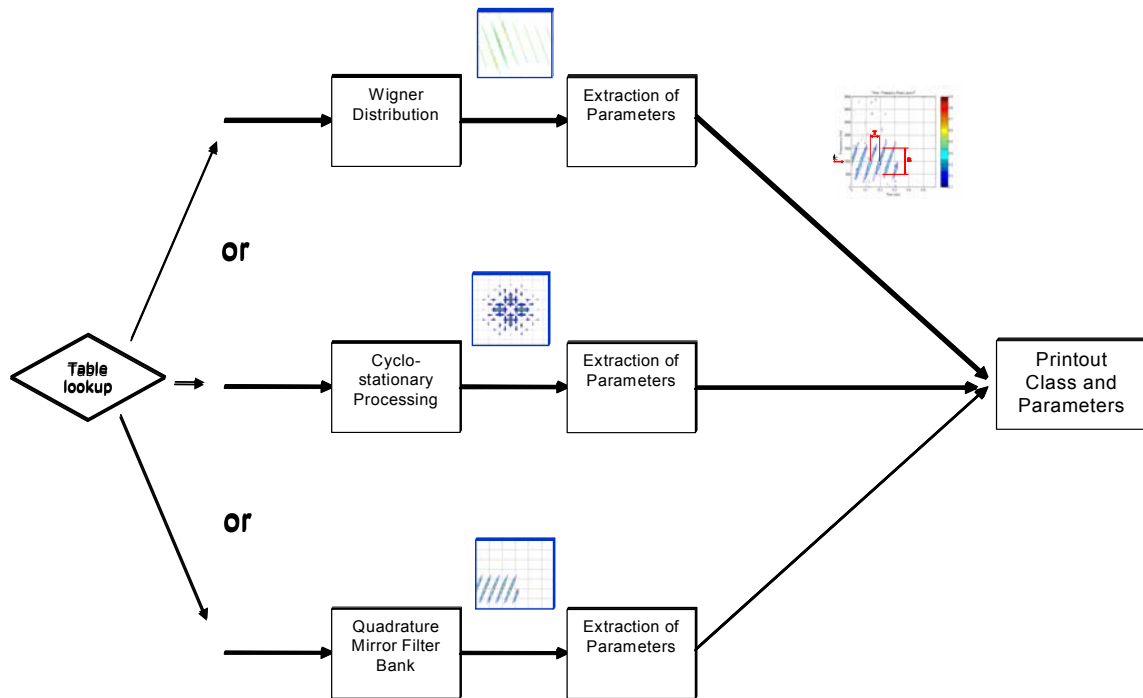 Wigner
Distribution
Extraction of
Parameters
or
Table
lookup
Cyclo-
stationary
Processing
Extraction of
Parameters
Printout
Class and
Parameters
or
Quadrature
Mirror Filter
Bank
Extraction of
Parameters